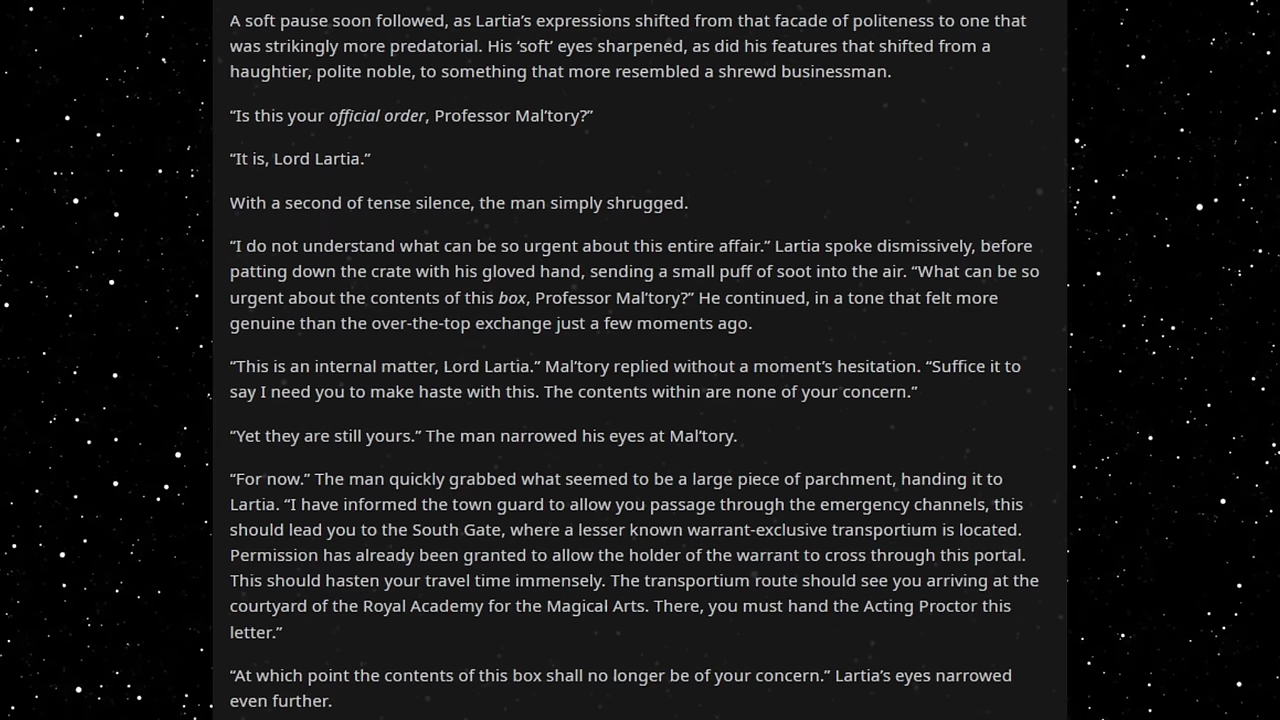 A soft pause soon followed, as Lartia’s expressions shifted from that facade of politeness to one that
was strikingly more predatorial. His ‘soft’ eyes sharpened, as did his features that shifted from a
haughtier, polite noble, to something that more resembled a shrewd businessman.
“Is this your official order, Professor Mal’tory?”
“It is, Lord Lartia.”
With a second of tense silence, the man simply shrugged.
“I do not understand what can be so urgent about this entire affair.” Lartia spoke dismissively, before
patting down the crate with his gloved hand, sending a small puff of soot into the air. “What can be so
urgent about the contents of this box, Professor Mal’tory?” He continued, in a tone that felt more
genuine than the over-the-top exchange just a few moments ago.
“This is an internal matter, Lord Lartia.” Mal’tory replied without a moment’s hesitation. “Suffice it to
say I need you to make haste with this. The contents within are none of your concern.”
“Yet they are still yours.” The man narrowed his eyes at Mal’tory.
“For now.” The man quickly grabbed what seemed to be a large piece of parchment, handing it to
Lartia. “I have informed the town guard to allow you passage through the emergency channels, this
should lead you to the South Gate, where a lesser known warrant-exclusive transportium is located.
Permission has already been granted to allow the holder of the warrant to cross through this portal.
This should hasten your travel time immensely. The transportium route should see you arriving at the
courtyard of the Royal Academy for the Magical Arts. There, you must hand the Acting Proctor this
letter.”
“At which point the contents of this box shall no longer be of your concern.” Lartia’s eyes narrowed
even further.